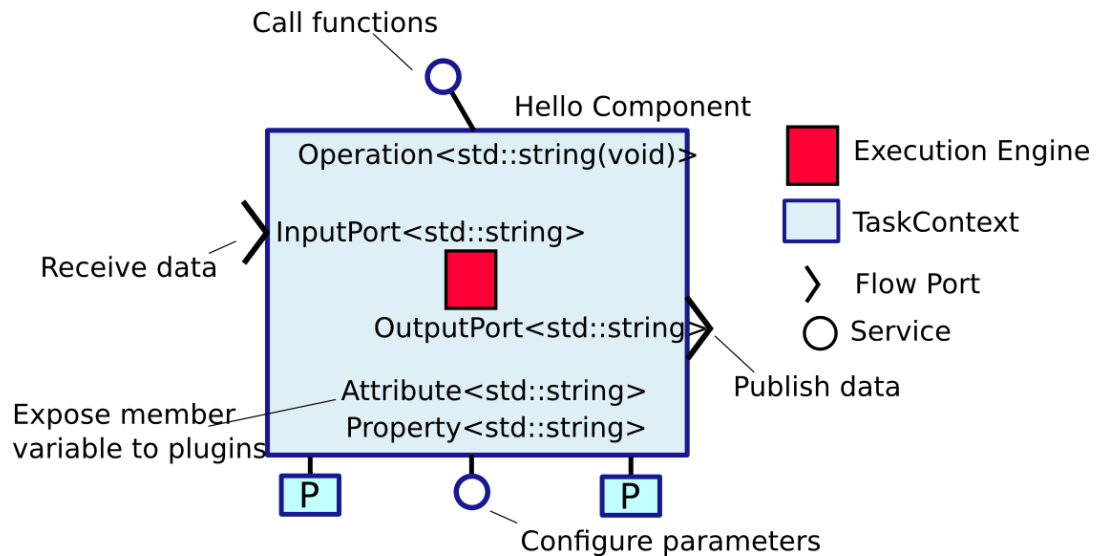 Call functions
Hello Component
Operation<std::string(void)>
Execution Engine
InputPort<std::string>
TaskContext
Receive data
Flow Port
OutputPort<std::string>
Service
Publish data
Attribute<std::string>
Expose member
variable to plugins
Property<std::string>
P
P
Configure parameters